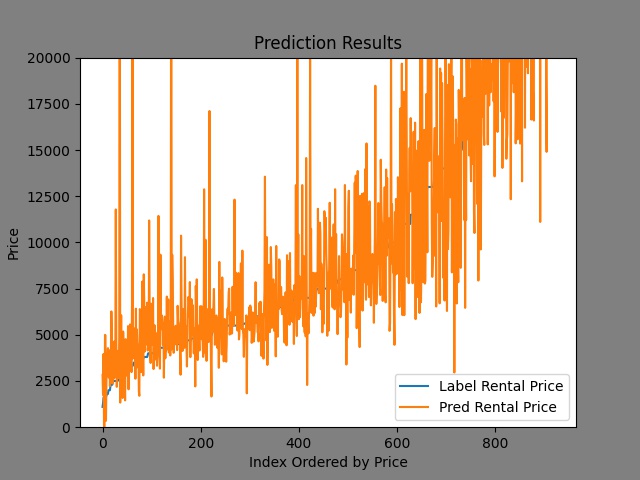 Prediction Results
Price
20000
17500
15000
12500
10000
7500
5000
2500
0
0 200 400 600 800
Index Ordered by Price
Label Rental Price
Pred Rental Price